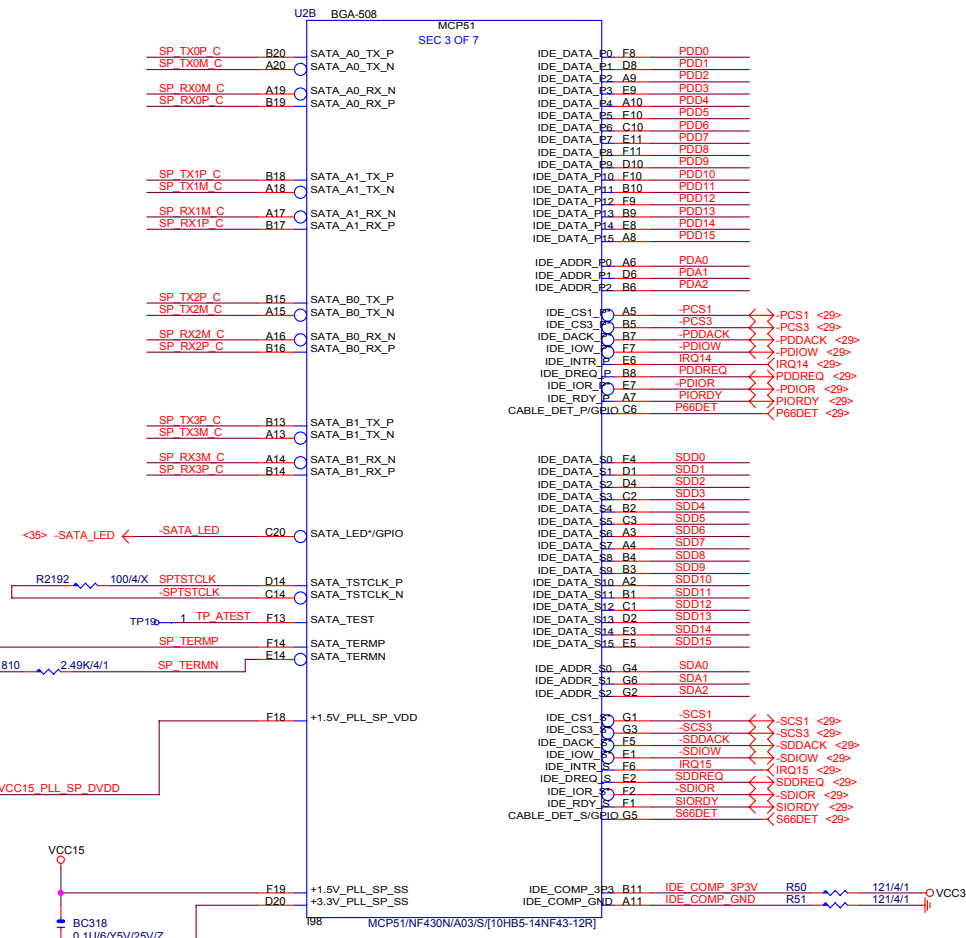 U2B BGA-508
MCP51
SEC 3 OF 7
SP_TX0P_C B20 SATA_A0_TX_P IDE_DATA_P0 F8 PDD0
SP_TX0M_C A20 SATA_A0_TX_N IDE_DATA_P1 D8 PDD1
IDE_DATA_P2 A9 PDD2
SP_RX0M_C A19 SATA_A0_RX_N IDE_DATA_P3 E9 PDD3
SP_RX0P_C B19 SATA_A0_RX_P IDE_DATA_P4 A10 PDD4
IDE_DATA_P5 E10 PDD5
IDE_DATA_P6 C10 PDD6
IDE_DATA_P7 E11 PDD7
IDE_DATA_P8 F11 PDD8
IDE_DATA_P9 D10 PDD9
SP_TX1P_C B18 SATA_A1_TX_P IDE_DATA_P10 F10 PDD10
SP_TX1M_C A18 SATA_A1_TX_N IDE_DATA_P11 B10 PDD11
IDE_DATA_P12 F9 PDD12
SP_RX1M_C A17 SATA_A1_RX_N IDE_DATA_P13 B9 PDD13
SP_RX1P_C B17 SATA_A1_RX_P IDE_DATA_P14 E8 PDD14
IDE_DATA_P15 A8 PDD15
IDE_ADDR_P0 A6 PDA0
IDE_ADDR_P1 D6 PDA1
IDE_ADDR_P2 B6 PDA2
SP_TX2P_C B15 SATA_B0_TX_P
SP_TX2M_C A15 SATA_B0_TX_N IDE_CS1_P* A5 -PCS1 -PCS1 <29>
IDE_CS3_P* B5 -PCS3 -PCS3 <29>
SP_RX2M_C A16 SATA_B0_RX_N IDE_DACK_P* B7 -PDDACK -PDDACK <29>
SP_RX2P_C B16 SATA_B0_RX_P IDE_IOW_P* F7 -PDIOW -PDIOW <29>
IDE_INTR_P E6 IRQ14 IRQ14 <29>
IDE_DREQ_P B8 PDDREQ PDDREQ <29>
IDE_IOR_P* E7 -PDIOR -PDIOR <29>
IDE_RDY_P A7 PIORDY PIORDY <29>
CABLE_DET_P/GPIO C6 P66DET P66DET <29>
SP_TX3P_C B13 SATA_B1_TX_P
SP_TX3M_C A13 SATA_B1_TX_N
SP_RX3M_C A14 SATA_B1_RX_N IDE_DATA_S0 E4 SDD0
SP_RX3P_C B14 SATA_B1_RX_P IDE_DATA_S1 D1 SDD1
IDE_DATA_S2 D4 SDD2
IDE_DATA_S3 C2 SDD3
IDE_DATA_S4 B2 SDD4
IDE_DATA_S5 C3 SDD5
<35> -SATA_LED -SATA_LED C20 SATA_LED*/GPIO IDE_DATA_S6 A3 SDD6
IDE_DATA_S7 A4 SDD7
IDE_DATA_S8 B4 SDD8
IDE_DATA_S9 B3 SDD9
R2192 100/4/X SPTSTCLK D14 SATA_TSTCLK_P IDE_DATA_S10 A2 SDD10
-SPTSTCLK C14 SATA_TSTCLK_N IDE_DATA_S11 B1 SDD11
IDE_DATA_S12 C1 SDD12
TP19 1 TP_ATEST F13 SATA_TEST IDE_DATA_S13 D2 SDD13
IDE_DATA_S14 E3 SDD14
SP_TERMP F14 SATA_TERMP IDE_DATA_S15 E5 SDD15
810 2.49K/4/1 SP_TERMN E14 SATA_TERMN
IDE_ADDR_S0 G4 SDA0
IDE_ADDR_S1 G6 SDA1
IDE_ADDR_S2 G2 SDA2
F18 +1.5V_PLL_SP_VDD IDE_CS1_S* G1 -SCS1 -SCS1 <29>
IDE_CS3_S* G3 -SCS3 -SCS3 <29>
IDE_DACK_S* F5 -SDDACK -SDDACK <29>
IDE_IOW_S* E1 -SDIOW -SDIOW <29>
IDE_INTR_S F6 IRQ15 IRQ15 <29>
IDE_DREQ_S E2 SDDREQ SDDREQ <29>
VCC15_PLL_SP_DVDD IDE_IOR_S* F2 -SDIOR -SDIOR <29>
IDE_RDY_S F1 SIORDY SIORDY <29>
CABLE_DET_S/GPIO G5 S66DET S66DET <29>
VCC15
F19 +1.5V_PLL_SP_SS IDE_COMP_3P3 B11 IDE_COMP_3P3V R50 121/4/1 VCC3
D20 +3.3V_PLL_SP_SS IDE_COMP_GND A11 IDE_COMP_GND R51 121/4/1
BC318 I98 MCP51/NF430N/A03/S/[10HB5-14NF43-12R]
0.1U/6/Y5V/25V/Z